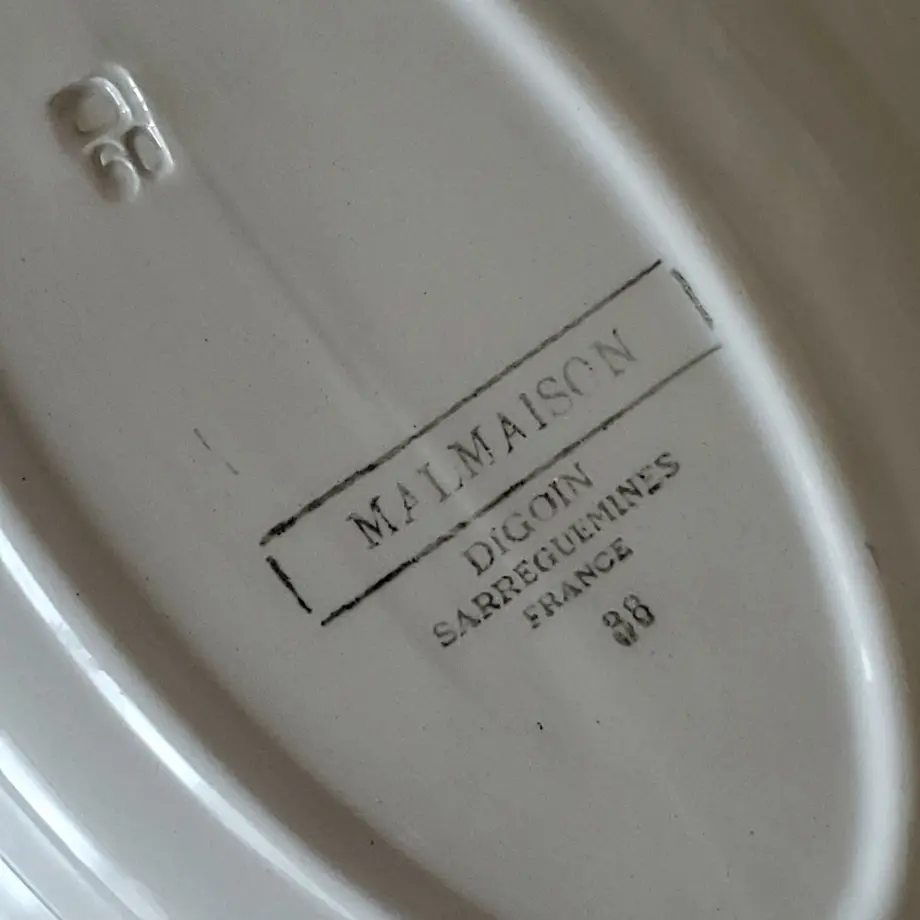 MALMAISON
DIGOIN
SARREGUEMINES
FRANCE
38